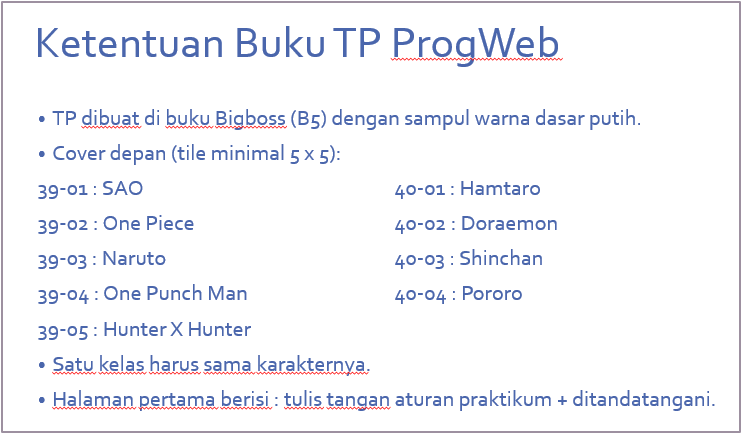 Ketentuan Buku TP ProgWeb
• TP dibuat di buku Bigboss (B5) dengan sampul warna dasar putih.
• Cover depan (tile minimal 5 x 5):
39-01 : SAO
39-02 : One Piece
39-03 : Naruto
39-04 : One Punch Man
39-05 : Hunter X Hunter
40-01 : Hamtaro
40-02 : Doraemon
40-03 : Shinchan
40-04 : Pororo
• Satu kelas harus sama karakternya.
• Halaman pertama berisi : tulis tangan aturan praktikum + ditandatangani.